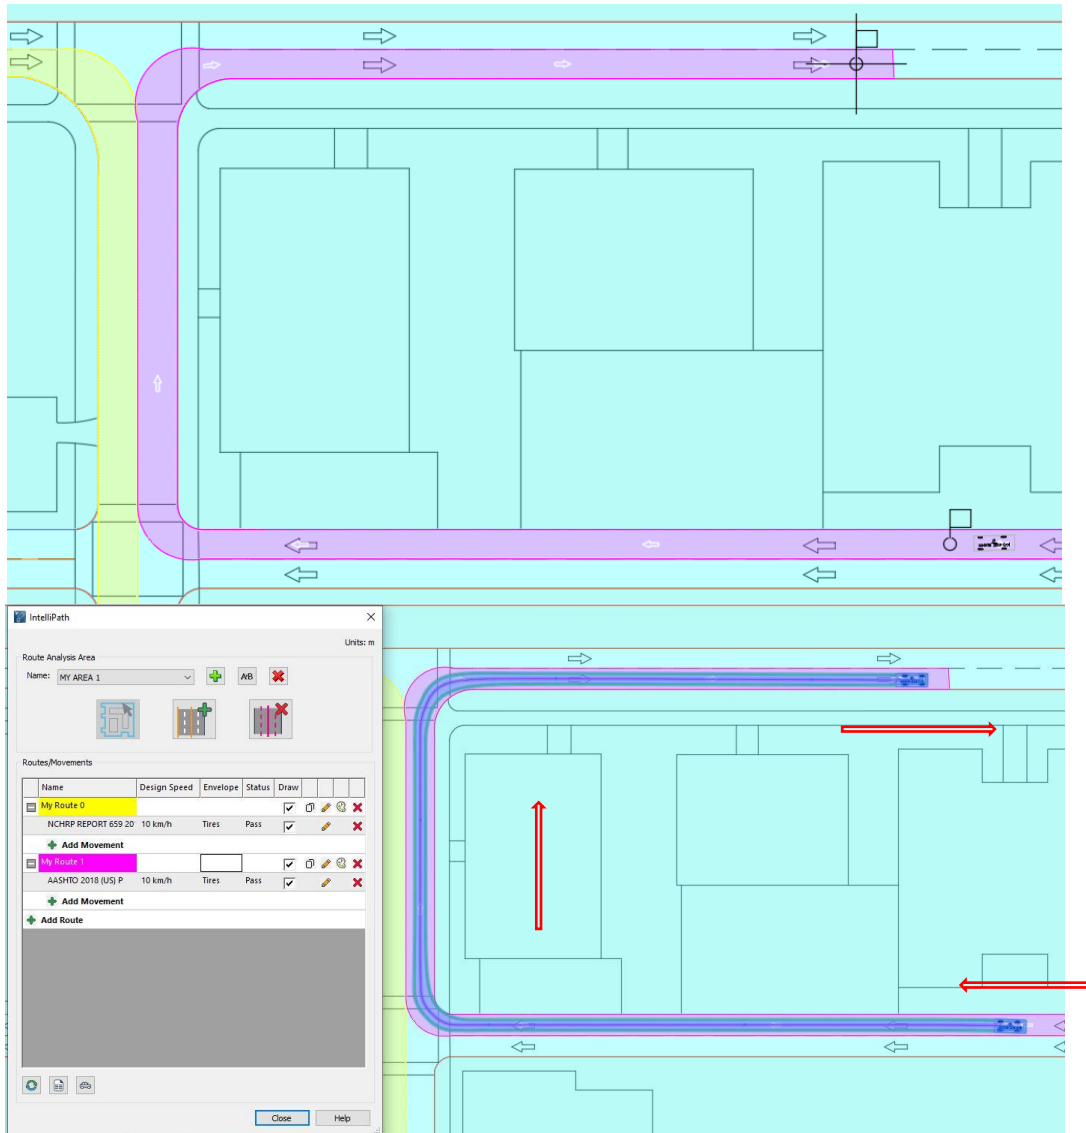 IntelliPath
Units: m
Route Analysis Area
Name: MY AREA 1
A›B
Routes/Movements
Name Design Speed Envelope Status Draw
My Route 0
NCHRP REPORT 659 20 10 km/h Tires Pass
Add Movement
My Route 1
AASHTO 2018 (US) P 10 km/h Tires Pass
Add Movement
Add Route
Close Help